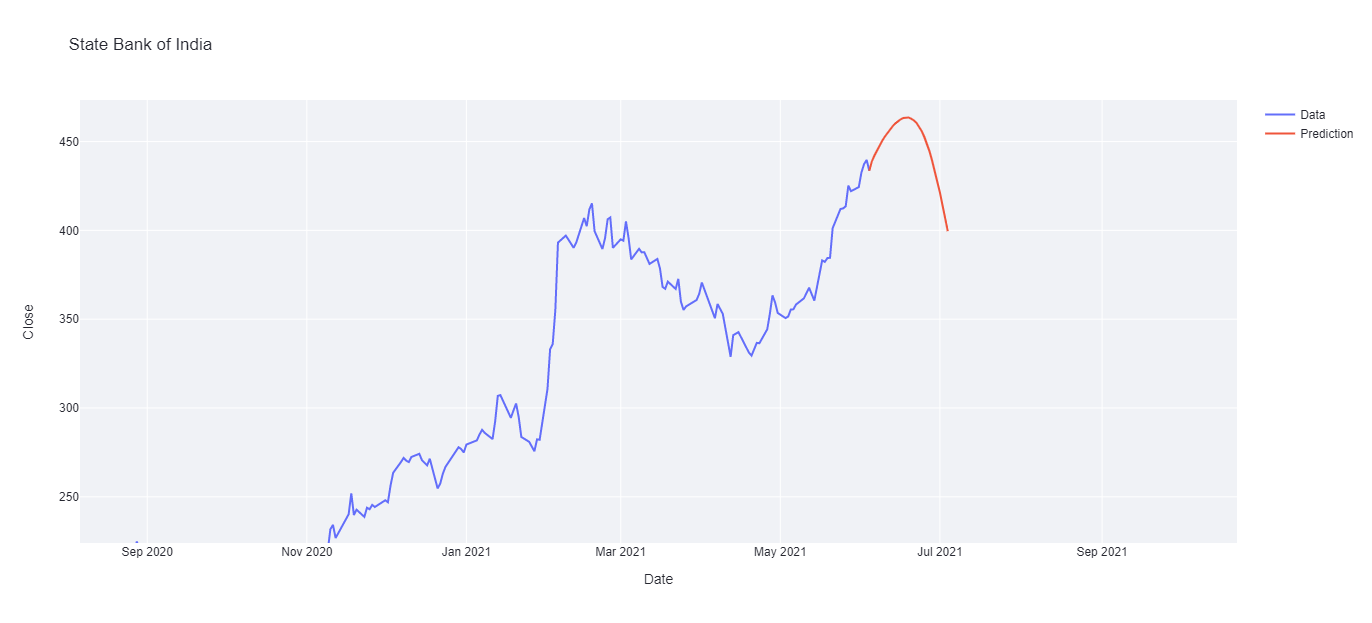 State Bank of India
Data
Prediction
450
400
350
300
250
Close
Sep 2020
Nov 2020
Jan 2021
Mar 2021
May 2021
Jul 2021
Sep 2021
Date